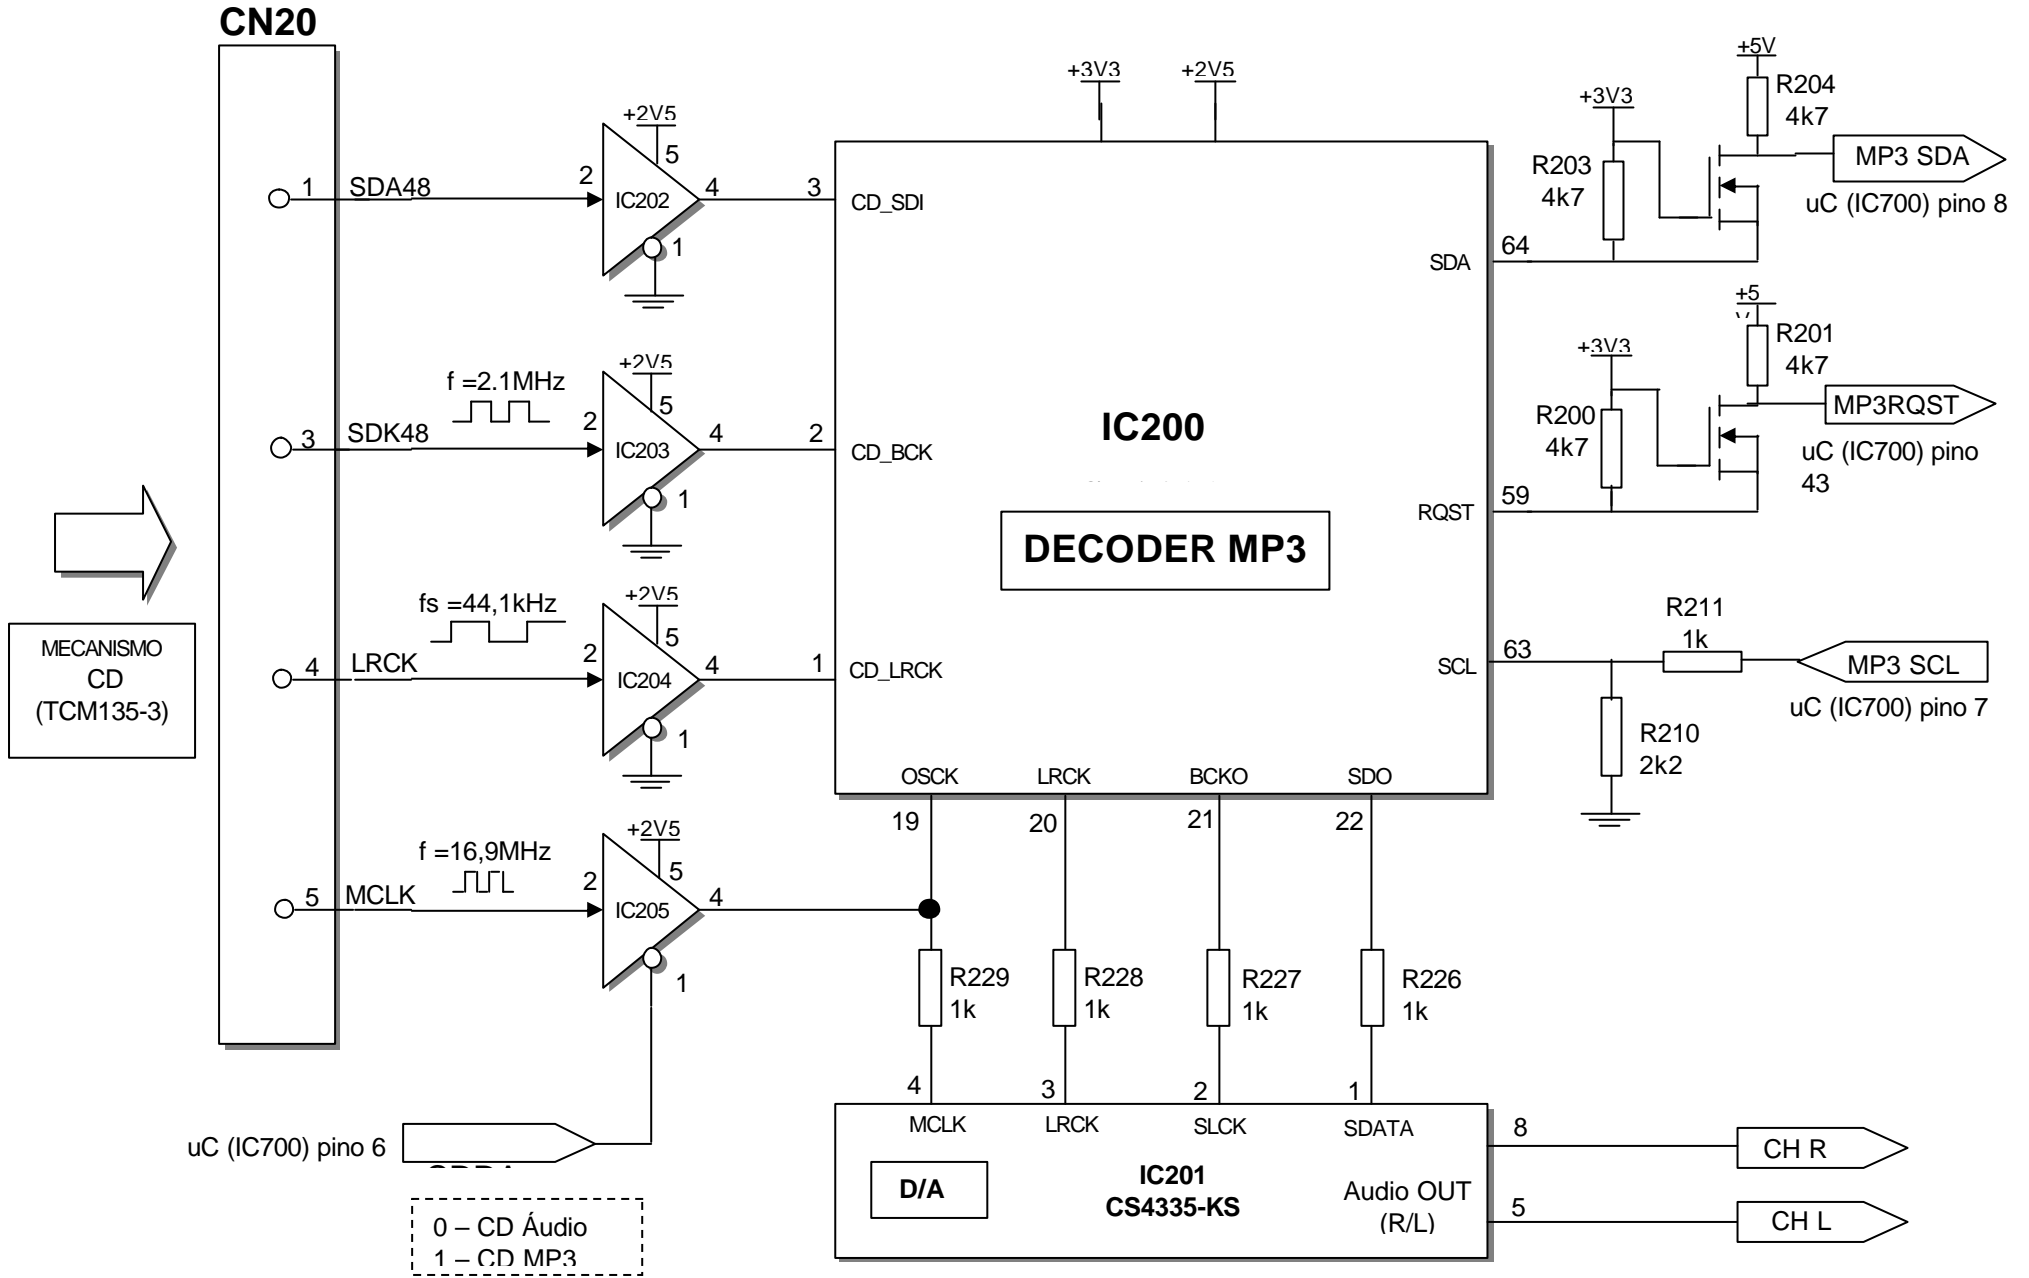 CN20
+3V3
+2V5
+5V
R204
4k7
+3V3
R203
4k7
MP3 SDA
uC (IC700) pino 8
+2V5
5
1
SDA48
2
IC202
4
3
CD_SDI
1
64
SDA
+5
R201
4k7
+3V3
R200
4k7
MP3RQST
uC (IC700) pino
43
+2V5
f =2.1MHz
5
3
SDK48
2
IC203
4
2
CD_BCK
1
IC200
DECODER MP3
59
RQST
MECANISMO
CD
(TCM135-3)
+2V5
fs =44,1kHz
5
4
LRCK
2
IC204
4
1
CD_LRCK
1
R211
1k
63
SCL
MP3 SCL
uC (IC700) pino 7
R210
2k2
OSCK
LRCK
BCKO
SDO
19
20
21
22
+2V5
f =16,9MHz
5
5
MCLK
2
IC205
4
1
R229
1k
R228
1k
R227
1k
R226
1k
4
3
2
1
MCLK
LRCK
SLCK
SDATA
uC (IC700) pino 6
0 – CD Áudio
1 – CD MP3
D/A
IC201
CS4335-KS
Audio OUT
(R/L)
8
CH R
5
CH L